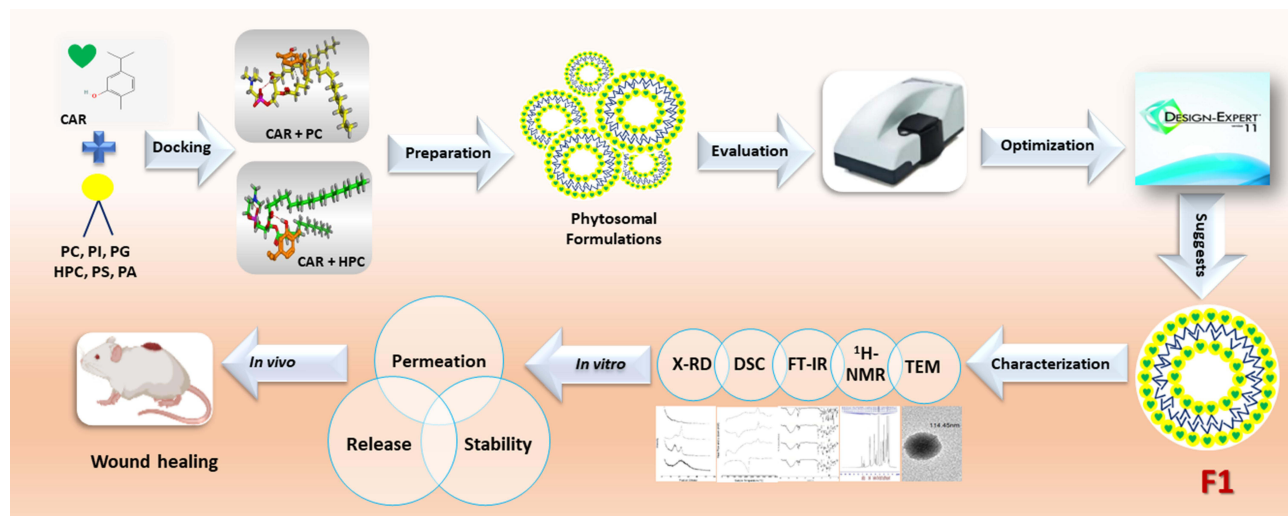 H
O
CAR
PC, PI, PG
HPC, PS, PA
Docking
CAR + PC
CAR + HPC
Preparation
Phytosomal
Formulations
Evaluation
Optimization
DESIGN-EXPERT
11
Suggests
F1
Characterization
X-RD
DSC
FT-IR
¹H-
NMR
TEM
114.45nm
In vitro
Permeation
Release
Stability
In vivo
Wound healing